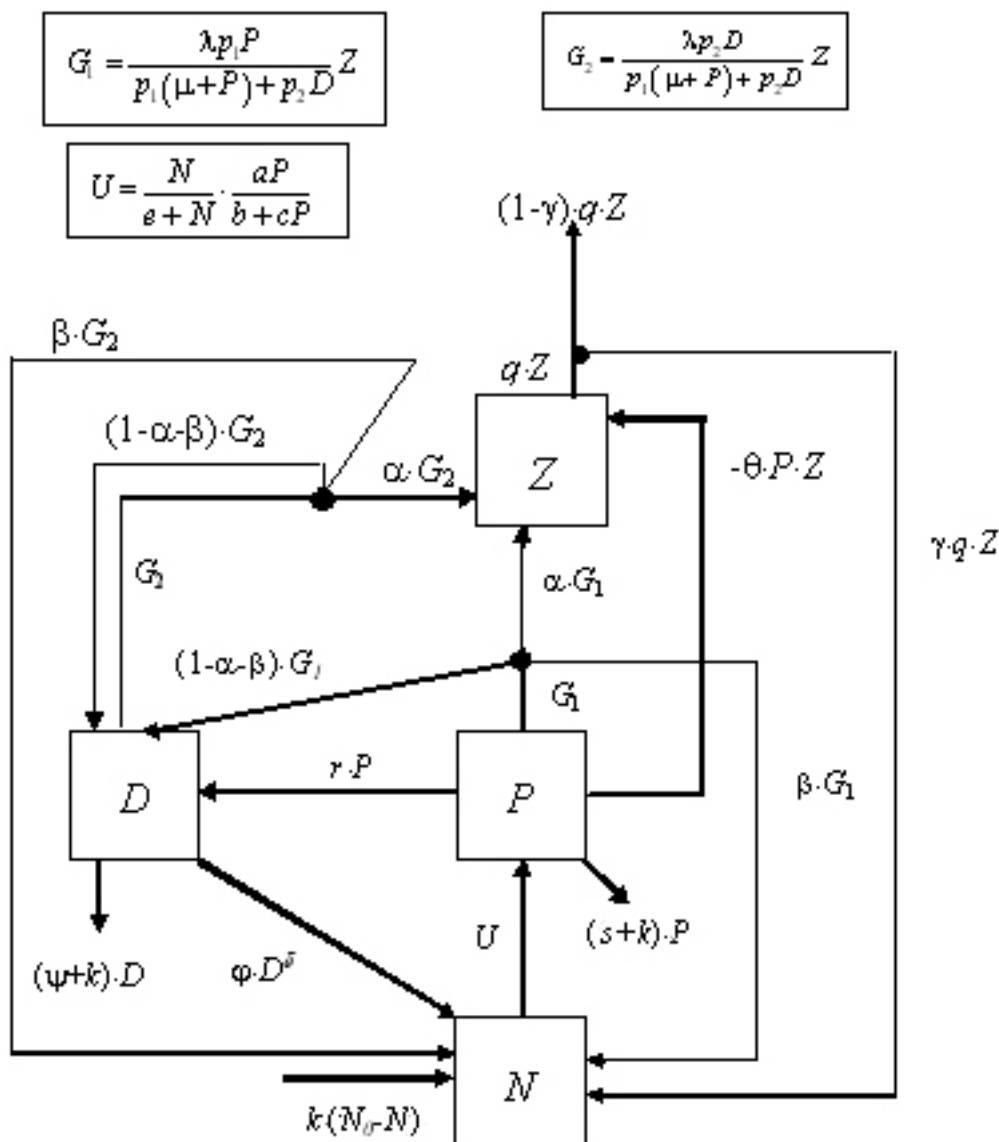 G₁ = λp₁P / (p₁(μ+P)+p₂D) Z
G₂ = λp₂D / (p₁(μ+P)+p₂D) Z
U = N / (e+N) · aP / (b+cP)
(1-γ)·q·Z
β·G₂
q·Z
(1-α-β)·G₂
α·G₂
Z
-θ·P·Z
G₂
α·G₁
γ·q·Z
(1-α-β)·G₁
G₁
D
r·P
P
β·G₁
U
(s+k)·P
(ψ+k)·D
φ·D^δ
N
k(N₀-N)